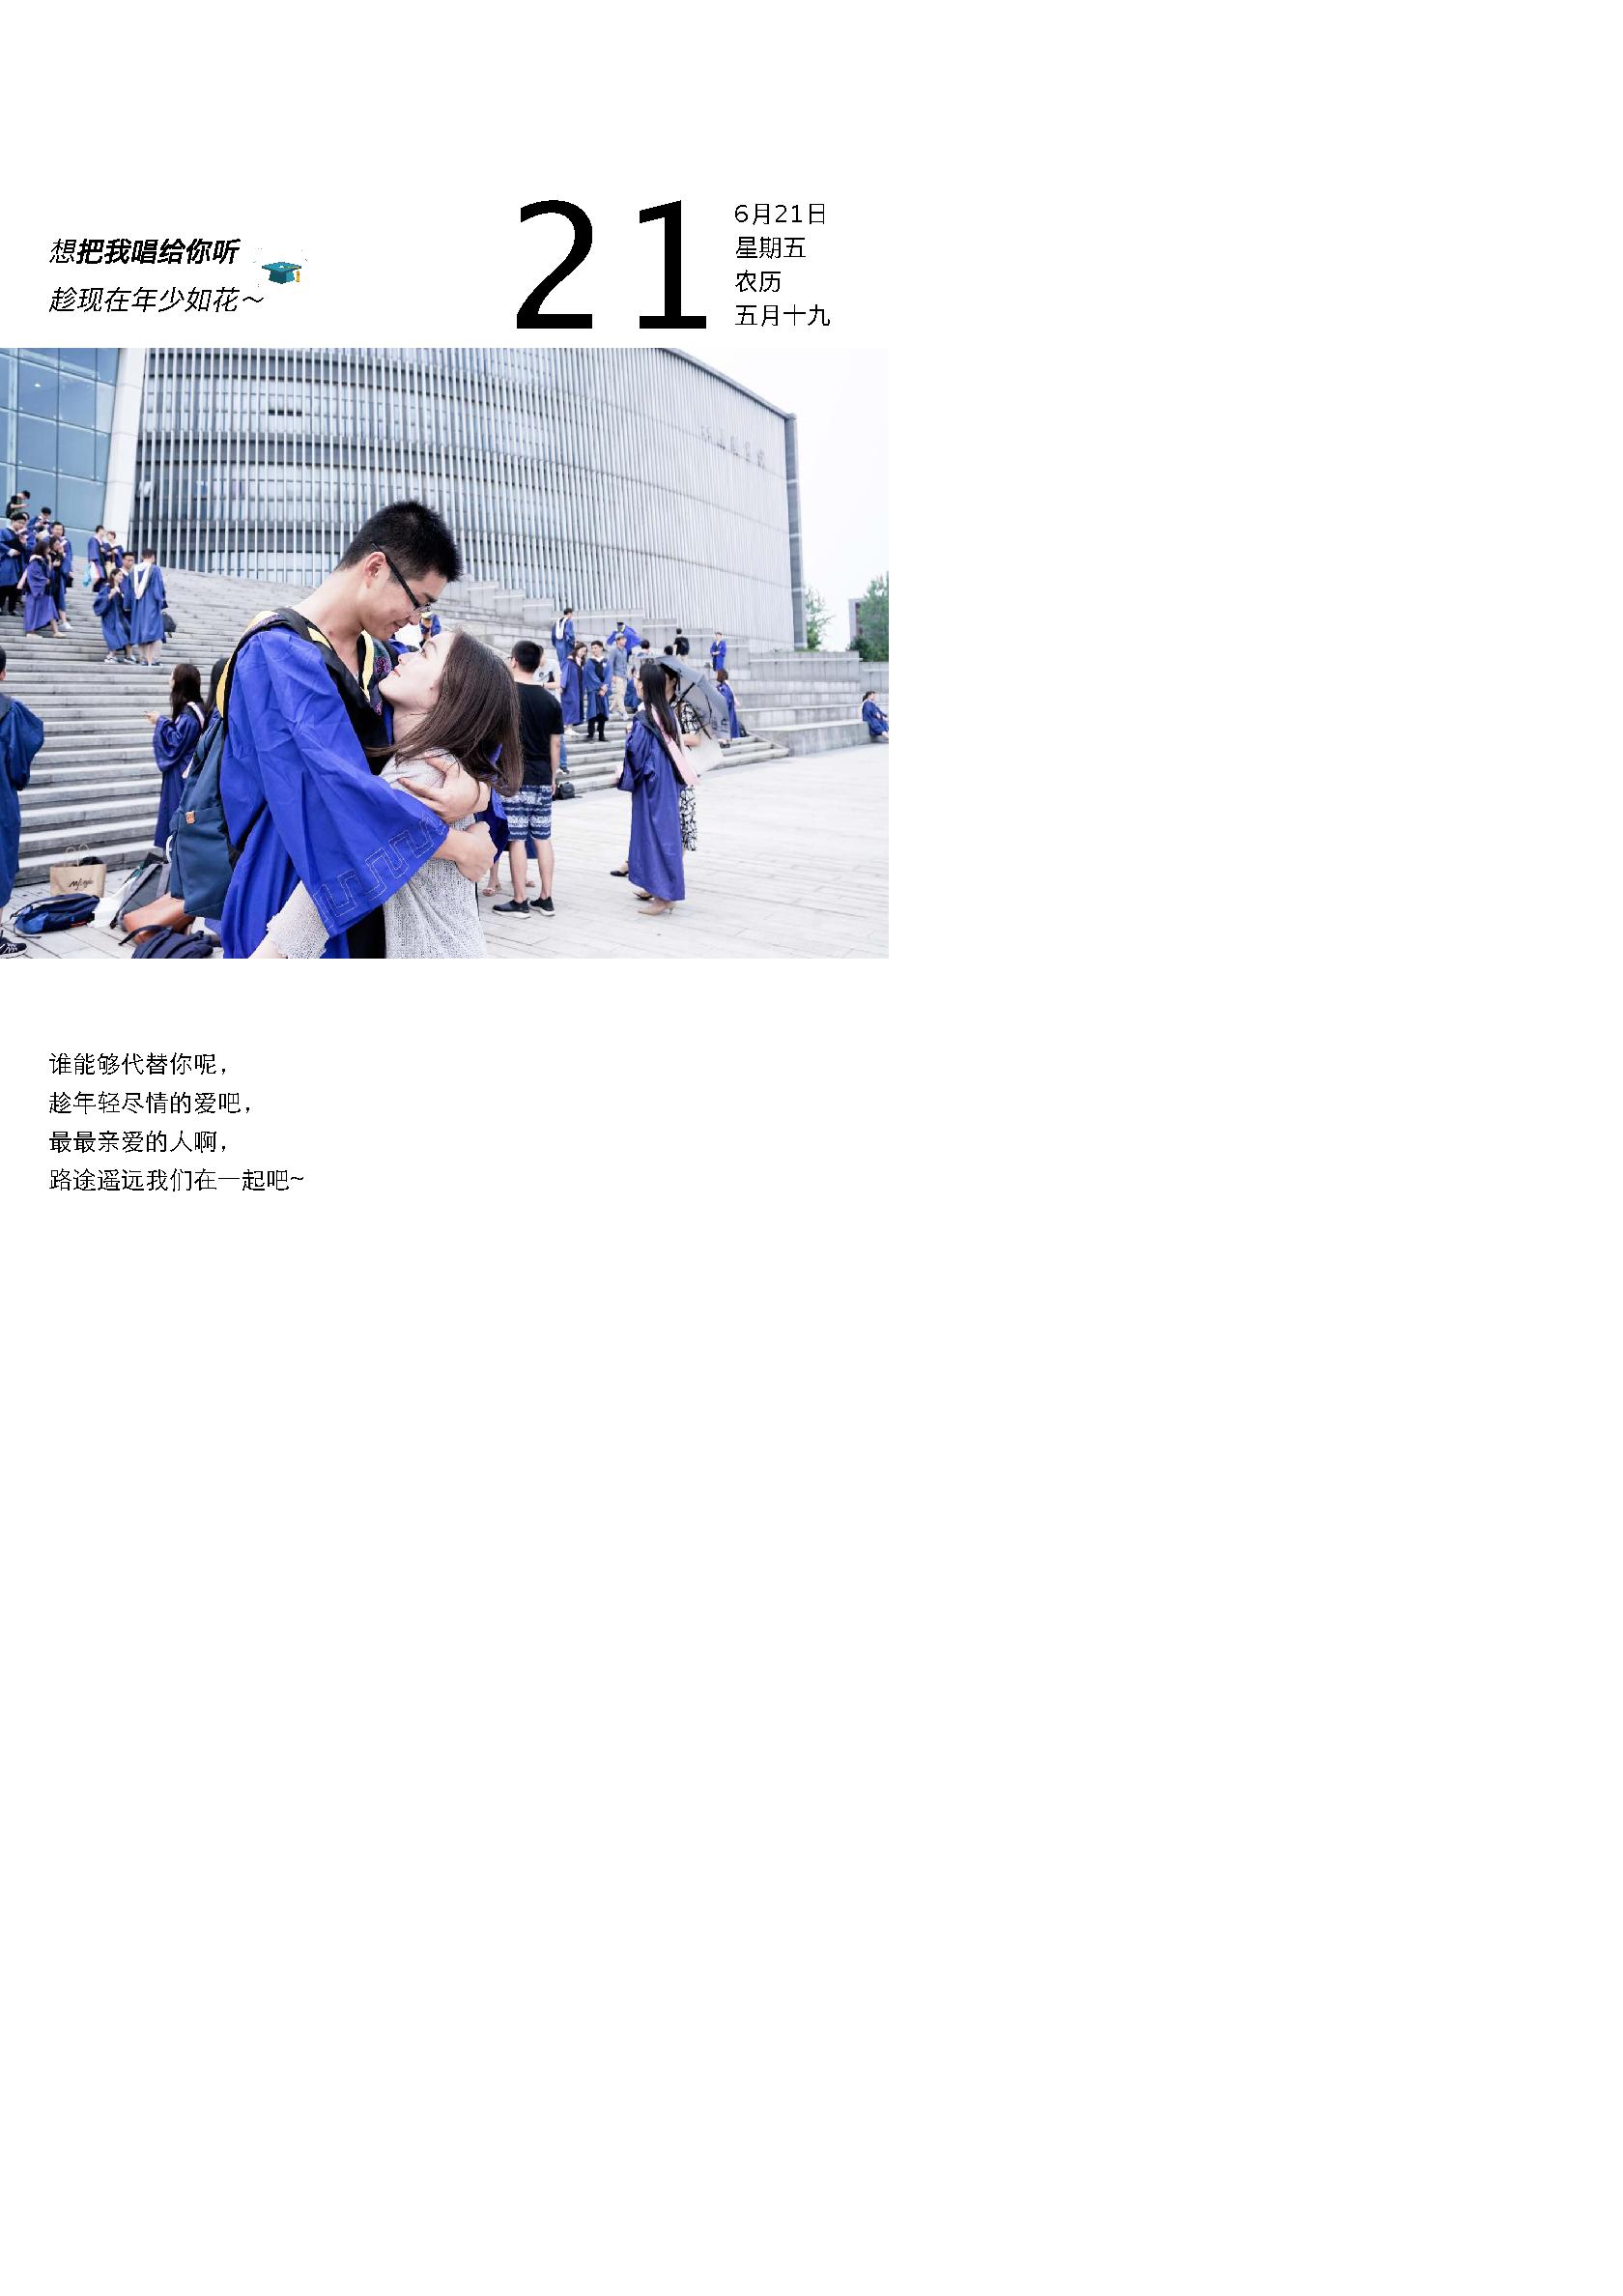 想把我唱给你听
趁现在年少如花～
21
6月21日
星期五
农历
五月十九
谁能够代替你呢，
趁年轻尽情的爱吧，
最最亲爱的人啊，
路途遥远我们在一起吧~